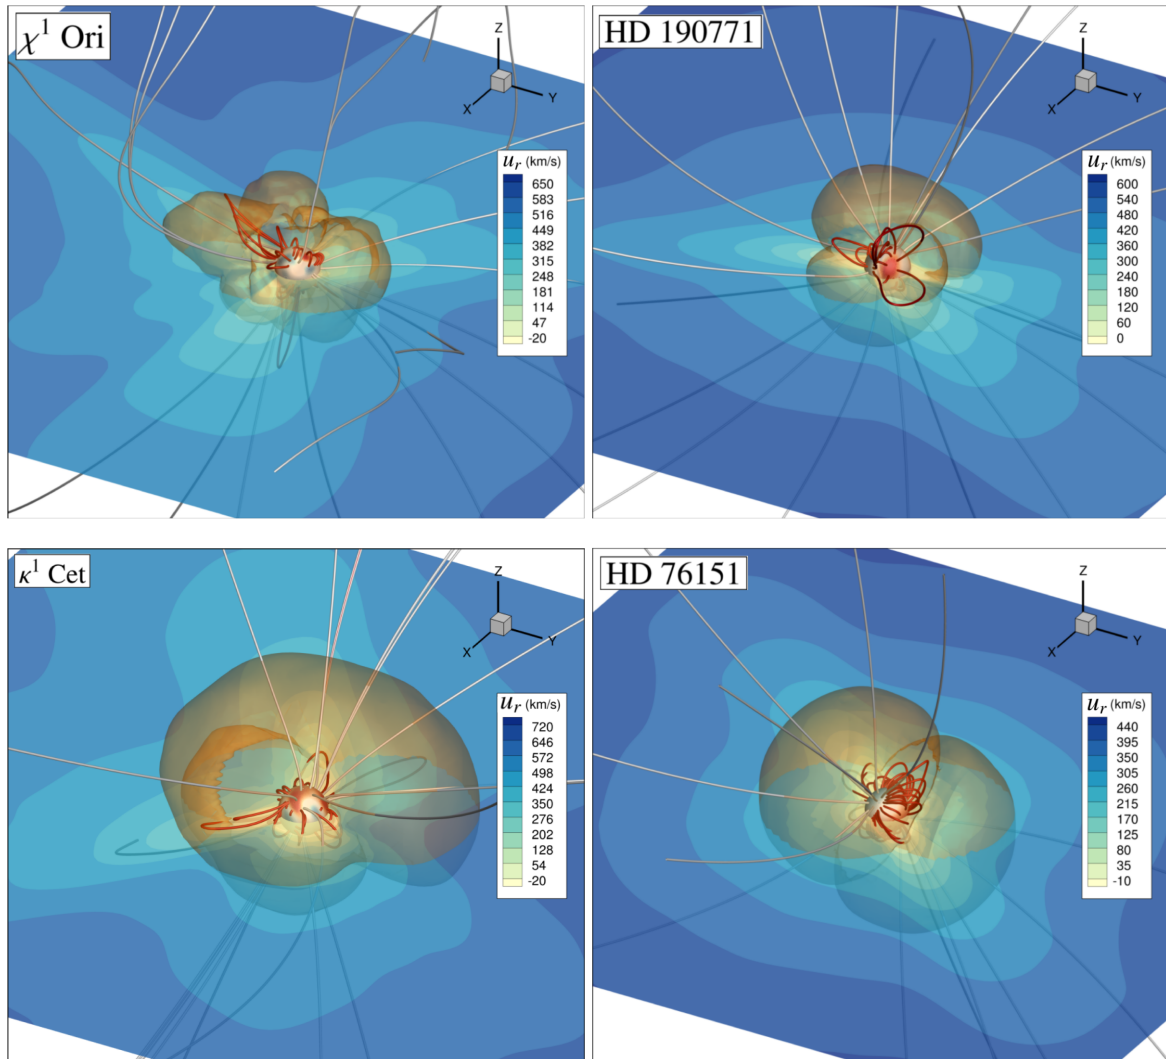 χ¹ Ori
Z
X
Y
u_r (km/s)
650
583
516
449
382
315
248
181
114
47
-20
HD 190771
Z
X
Y
u_r (km/s)
600
540
480
420
360
300
240
180
120
60
0
κ¹ Cet
Z
X
Y
u_r (km/s)
720
646
572
498
424
350
276
202
128
54
-20
HD 76151
Z
X
Y
u_r (km/s)
440
395
350
305
260
215
170
125
80
35
-10